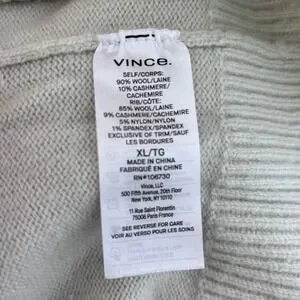 VINCE.
SELF/CORPS:
90% WOOL/LAINE
10% CASHMERE/
CACHEMIRE
RIB/CÔTE:
85% WOOL/LAINE
9% CASHMERE/CACHEMIRE
5% NYLON/NYLON
1% SPANDEX/SPANDEX
EXCLUSIVE OF TRIM/SAUF
LES BORDURES
XL/TG
MADE IN CHINA
FABRIQUÉ EN CHINE
RN#106730
Vince, LLC
500 Fifth Avenue, 20th Floor
New York, NY 10110
11 Rue Saint Florentin
75008 Paris France
SEE REVERSE FOR CARE
VOIR AU VERSO POUR LES SOINS